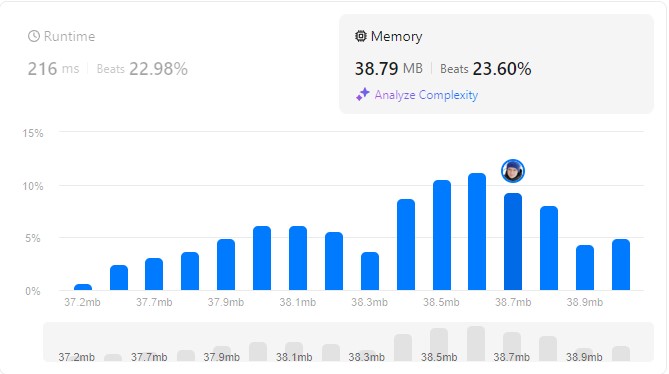 Runtime
216 ms Beats 22.98%
Memory
38.79 MB Beats 23.60%
Analyze Complexity
15%
10%
5%
0%
37.2mb 37.7mb 37.9mb 38.1mb 38.3mb 38.5mb 38.7mb 38.9mb
37.2mb 37.7mb 37.9mb 38.1mb 38.3mb 38.5mb 38.7mb 38.9mb